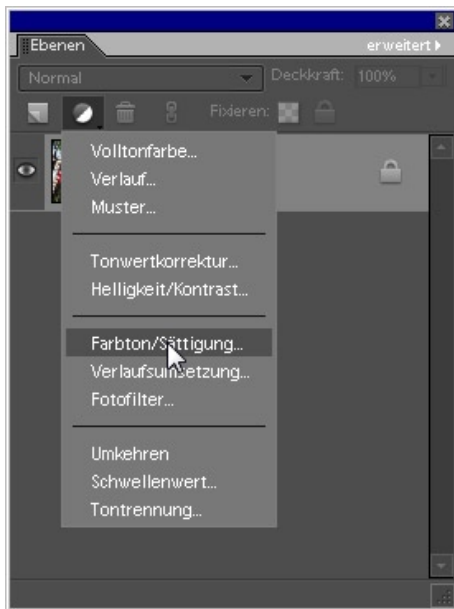 Ebenen
erweitert
Normal
Deckkraft: 100%
Fixieren:
Volltonfarbe...
Verlauf...
Muster...
Tonwertkorrektur...
Helligkeit/Kontrast...
Farbton/Sättigung...
Verlaufsumsetzung...
Fotofilter...
Umkehren
Schwellenwert...
Tontrennung...